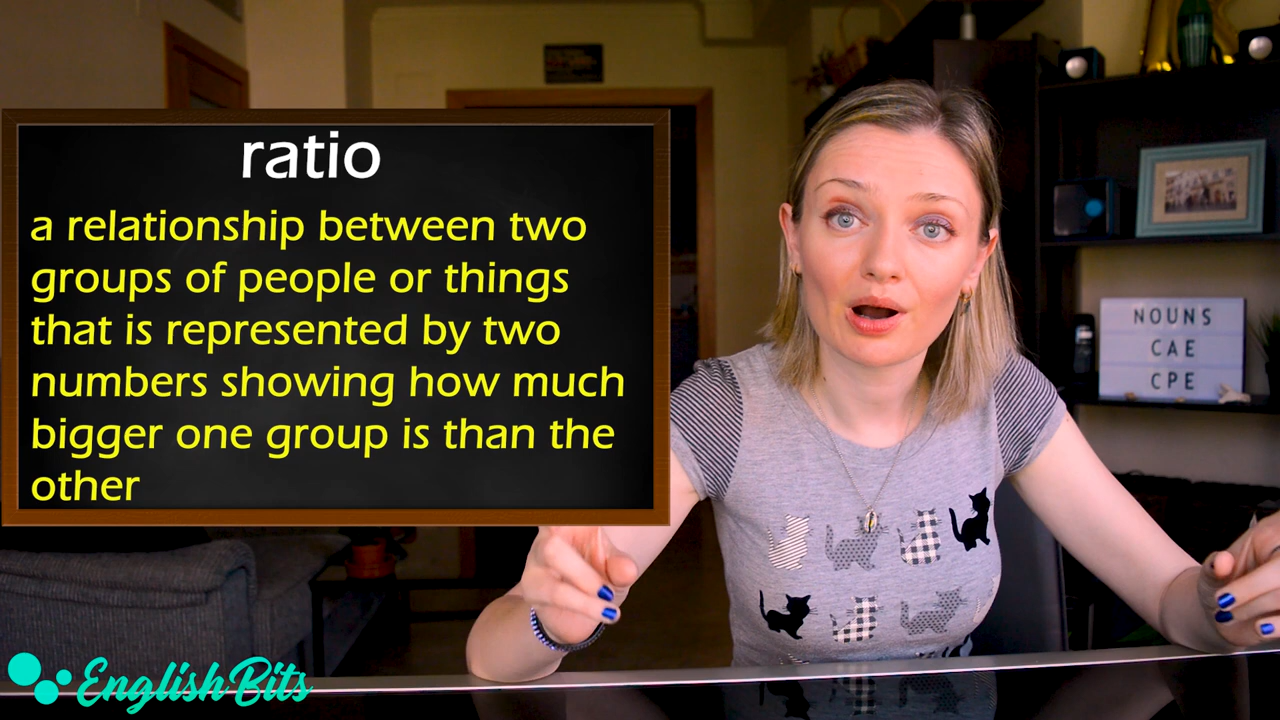 ratio
a relationship between two
groups of people or things
that is represented by two
numbers showing how much
bigger one group is than the
other
NOUNS
CAE
CPE
EnglishBits